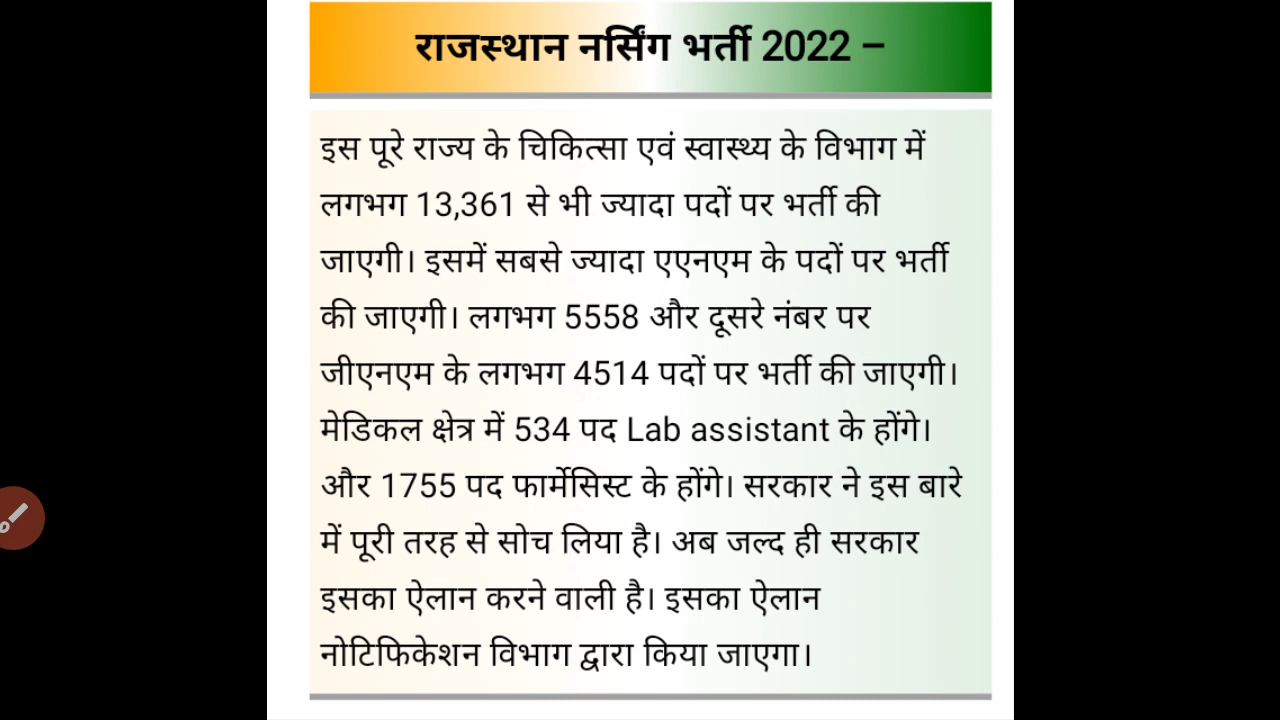 राजस्थान नर्सिंग भर्ती 2022 –
इस पूरे राज्य के चिकित्सा एवं स्वास्थ्य के विभाग में
लगभग 13,361 से भी ज्यादा पदों पर भर्ती की
जाएगी। इसमें सबसे ज्यादा एएनएम के पदों पर भर्ती
की जाएगी। लगभग 5558 और दूसरे नंबर पर
जीएनएम के लगभग 4514 पदों पर भर्ती की जाएगी।
मेडिकल क्षेत्र में 534 पद Lab assistant के होंगे।
और 1755 पद फार्मेसिस्ट के होंगे। सरकार ने इस बारे
में पूरी तरह से सोच लिया है। अब जल्द ही सरकार
इसका ऐलान करने वाली है। इसका ऐलान
नोटिफिकेशन विभाग द्वारा किया जाएगा।